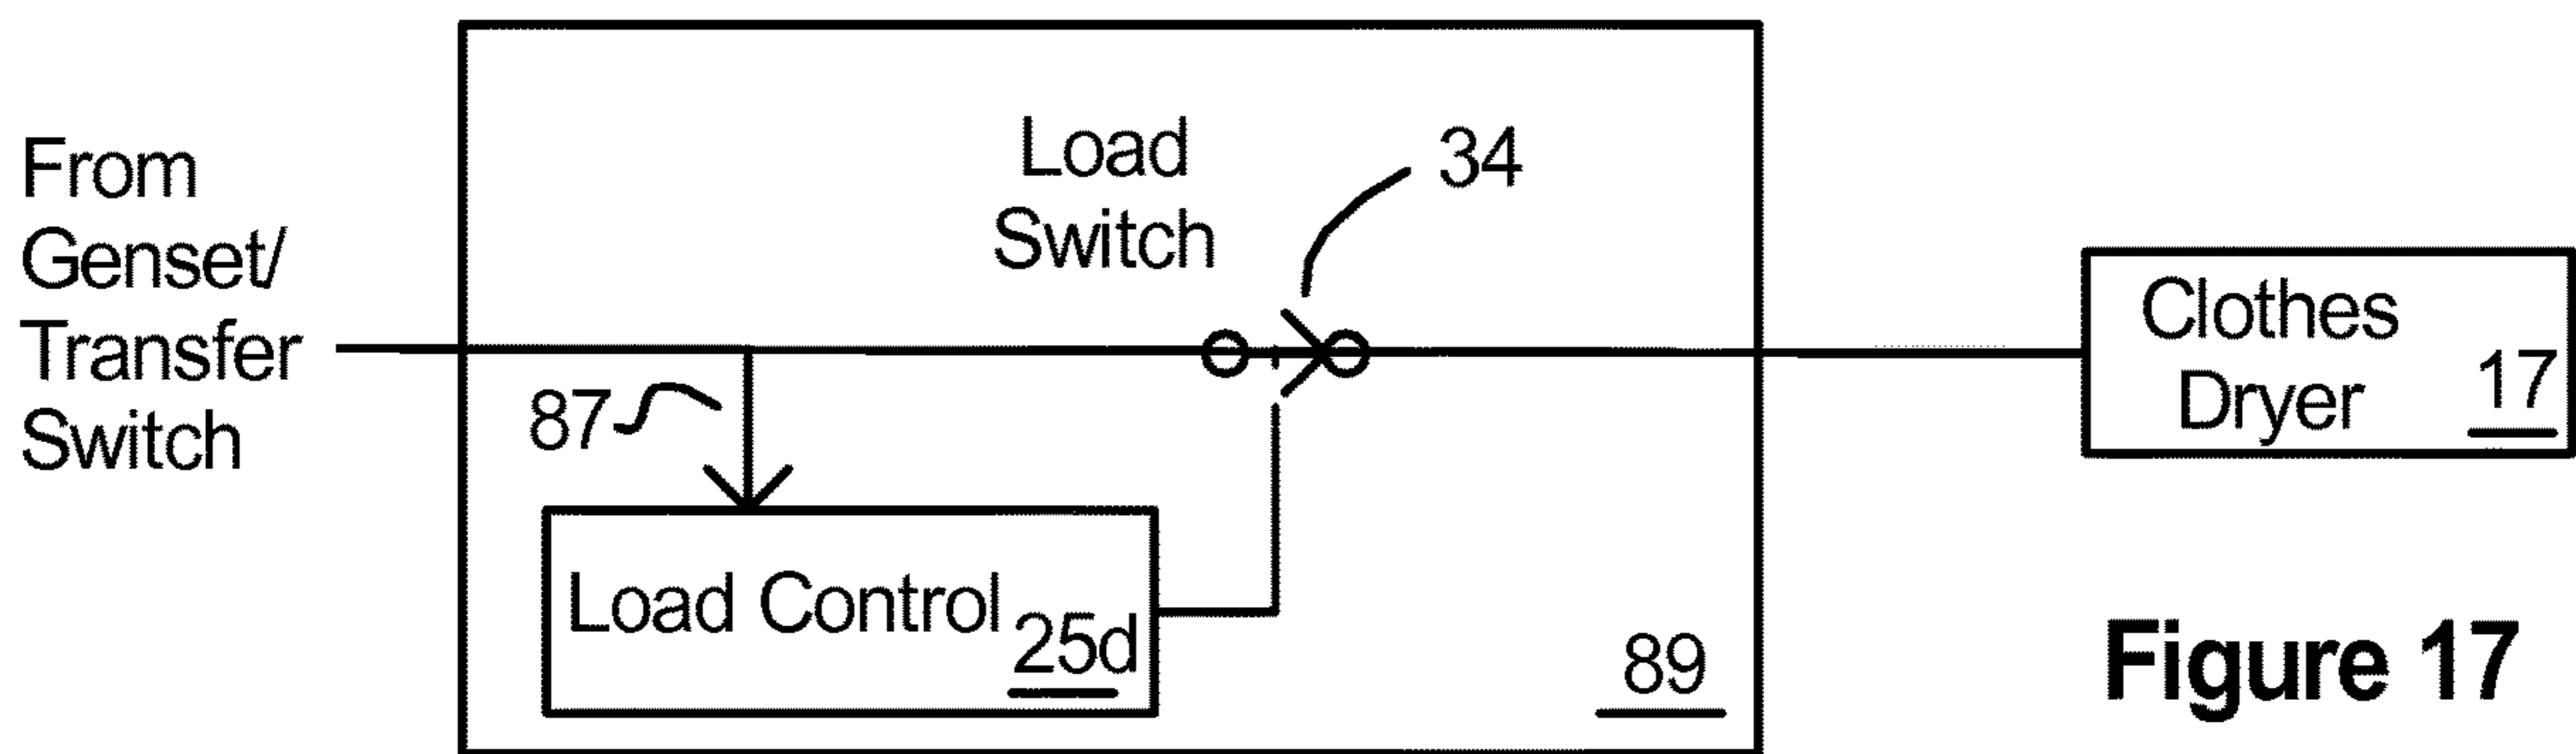 From
Genset/
Transfer
Switch
Load
Switch
34
87
Load Control 25d
89
Clothes
Dryer 17
Figure 17